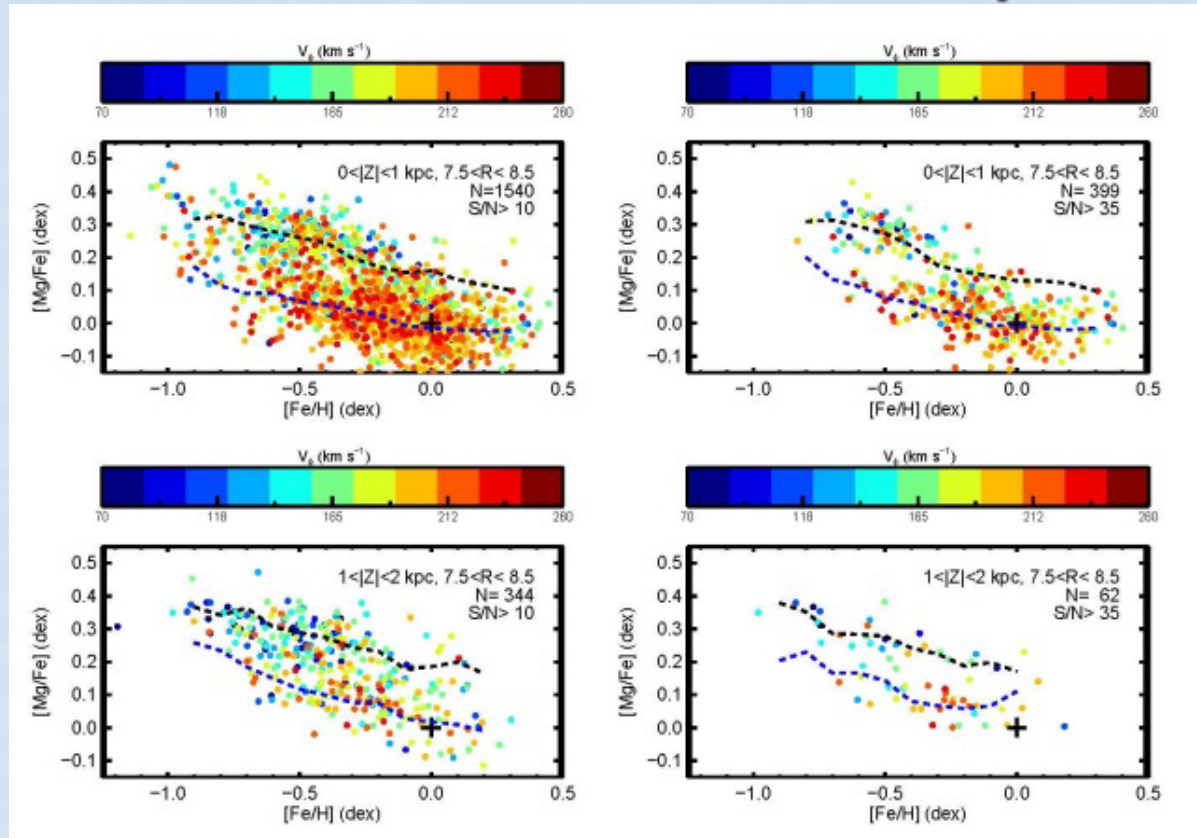 V_ϕ (km s⁻¹)
70 118 165 212 260
0.5
0.4
0.3
0.2
0.1
0.0
−0.1
[Mg/Fe] (dex)
0<|Z|<1 kpc, 7.5<R< 8.5
N=1540
S/N> 10
−1.0 −0.5 0.0 0.5
[Fe/H] (dex)
V_ϕ (km s⁻¹)
70 118 165 212 260
0.5
0.4
0.3
0.2
0.1
0.0
−0.1
[Mg/Fe] (dex)
0<|Z|<1 kpc, 7.5<R< 8.5
N= 399
S/N> 35
−1.0 −0.5 0.0 0.5
[Fe/H] (dex)
V_ϕ (km s⁻¹)
70 118 165 212 260
0.5
0.4
0.3
0.2
0.1
0.0
−0.1
[Mg/Fe] (dex)
1<|Z|<2 kpc, 7.5<R< 8.5
N= 344
S/N> 10
−1.0 −0.5 0.0 0.5
[Fe/H] (dex)
V_ϕ (km s⁻¹)
70 118 165 212 260
0.5
0.4
0.3
0.2
0.1
0.0
−0.1
[Mg/Fe] (dex)
1<|Z|<2 kpc, 7.5<R< 8.5
N= 62
S/N> 35
−1.0 −0.5 0.0 0.5
[Fe/H] (dex)